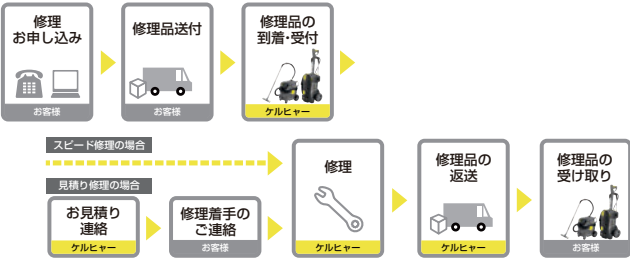 修理
お申し込み
お客様
修理品送付
お客様
修理品の
到着・受付
ケルヒャー
スピード修理の場合
見積り修理の場合
お見積り
連絡
ケルヒャー
修理着手の
ご連絡
お客様
修理
ケルヒャー
修理品の
返送
ケルヒャー
修理品の
受け取り
お客様